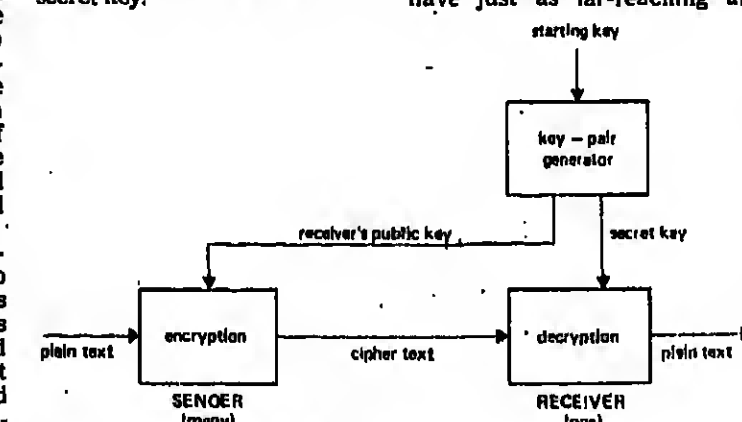 secret key.
have just as far-reaching
starting key
key – pair
generator
receiver's public key
secret key
encryption
decryption
plain text
cipher text
plain text
SENDER
RECEIVER
(many)
(one)